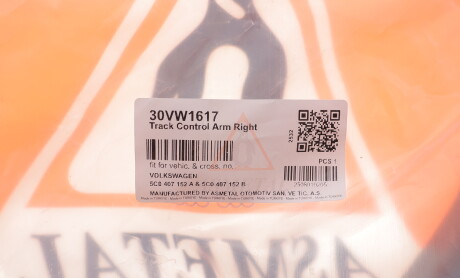 30VW1617
Track Control Arm Right
2532
fit for vehic. & cross. no.
PCS 1
VOLKSWAGEN
5C0 407 152 A & 5C0 407 152 B
MANUFACTURED BY ASMETAL OTOMOTIV SAN. VE TIC. A.S.
ASMETAL